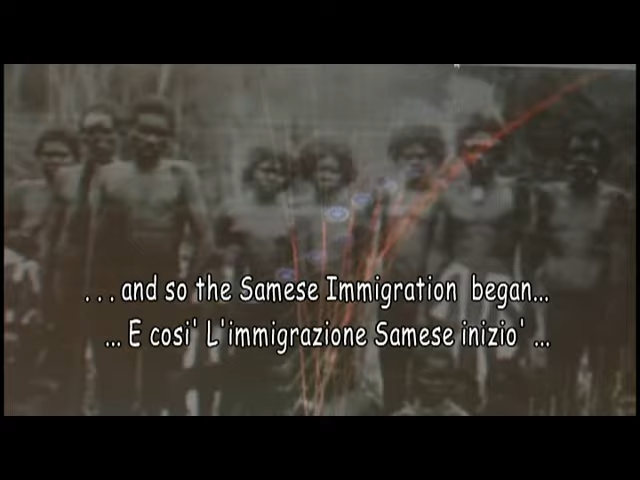 . . . and so the Samese Immigration began...
... E cosi' L'immigrazione Samese inizio' ...